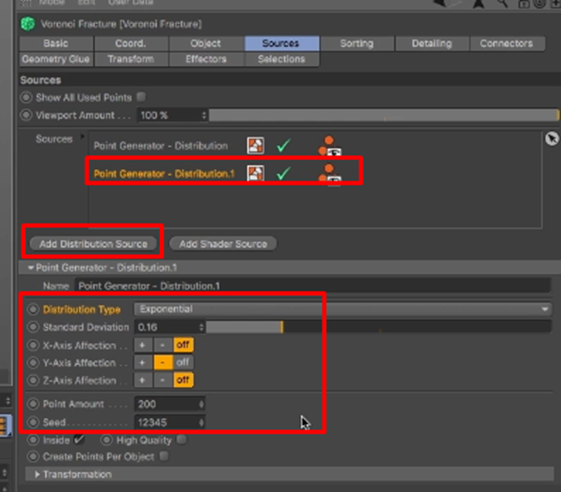 Mode Edit User Data
Voronoi Fracture [Voronoi Fracture]
Basic Coord. Object Sources Sorting Detailing Connectors
Geometry Glue Transform Effectors Selections
Sources
Show All Used Points
Viewport Amount . . . 100 %
Sources Point Generator - Distribution
Point Generator - Distribution.1
Add Distribution Source Add Shader Source
Point Generator - Distribution.1
Name Point Generator - Distribution.1
Distribution Type Exponential
Standard Deviation 0.16
X-Axis Affection . . + - off
Y-Axis Affection . . + - off
Z-Axis Affection . . + - off
Point Amount . . . . 200
Seed . . . . . . . . . . . 12345
Inside High Quality
Create Points Per Object
Transformation